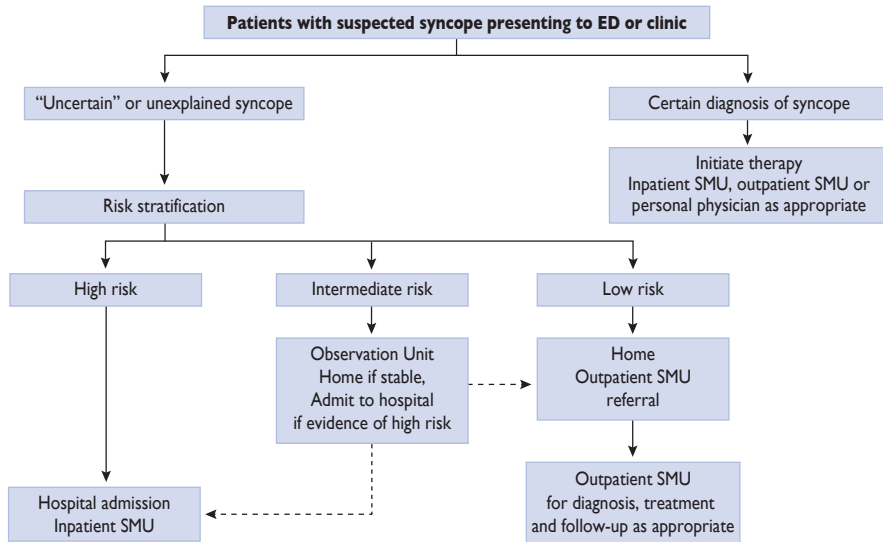 Patients with suspected syncope presenting to ED or clinic
“Uncertain” or unexplained syncope
Certain diagnosis of syncope
Initiate therapy
Inpatient SMU, outpatient SMU or
personal physician as appropriate
Risk stratification
High risk
Intermediate risk
Low risk
Observation Unit
Home if stable,
Admit to hospital
if evidence of high risk
Home
Outpatient SMU
referral
Hospital admission
Inpatient SMU
Outpatient SMU
for diagnosis, treatment
and follow-up as appropriate